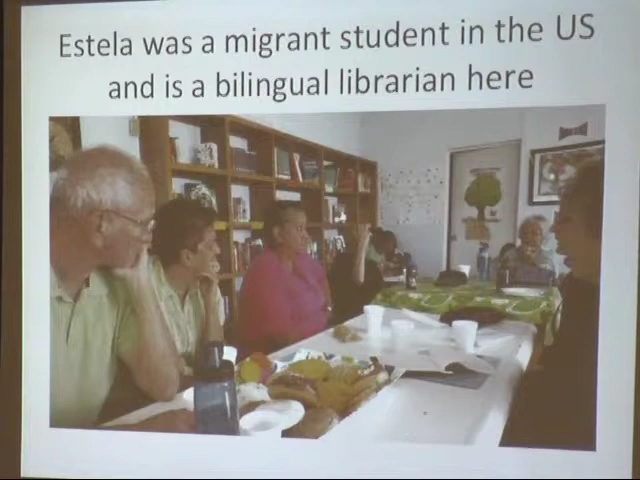 Estela was a migrant student in the US
and is a bilingual librarian here